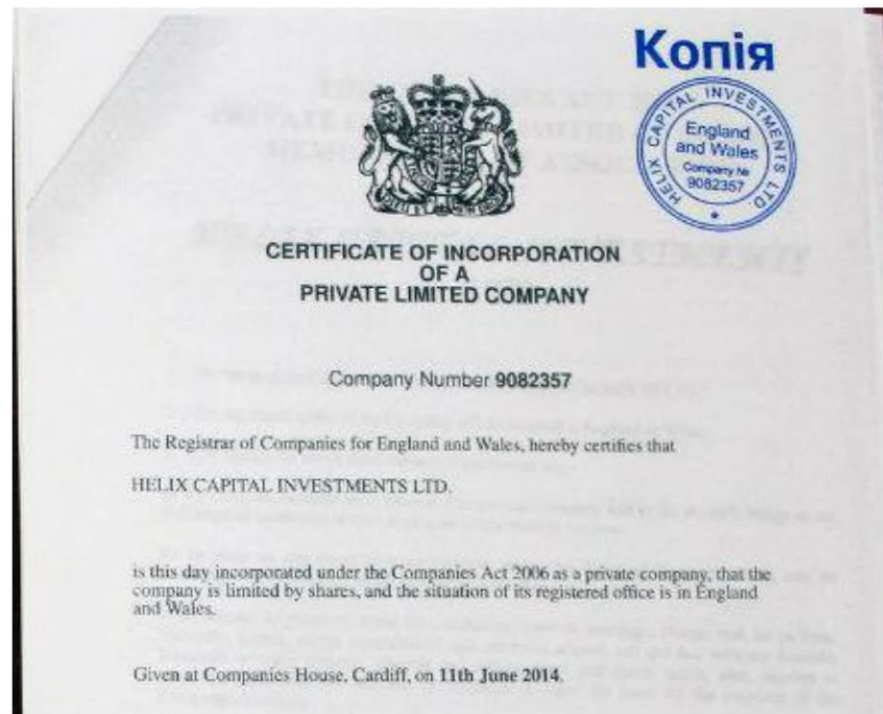 Копія
HELIX CAPITAL INVESTMENTS LTD.
England
and Wales
Company №
9082357
CERTIFICATE OF INCORPORATION
OF A
PRIVATE LIMITED COMPANY
Company Number 9082357
The Registrar of Companies for England and Wales, hereby certifies that
HELIX CAPITAL INVESTMENTS LTD.
is this day incorporated under the Companies Act 2006 as a private company, that the
company is limited by shares, and the situation of its registered office is in England
and Wales.
Given at Companies House, Cardiff, on 11th June 2014.